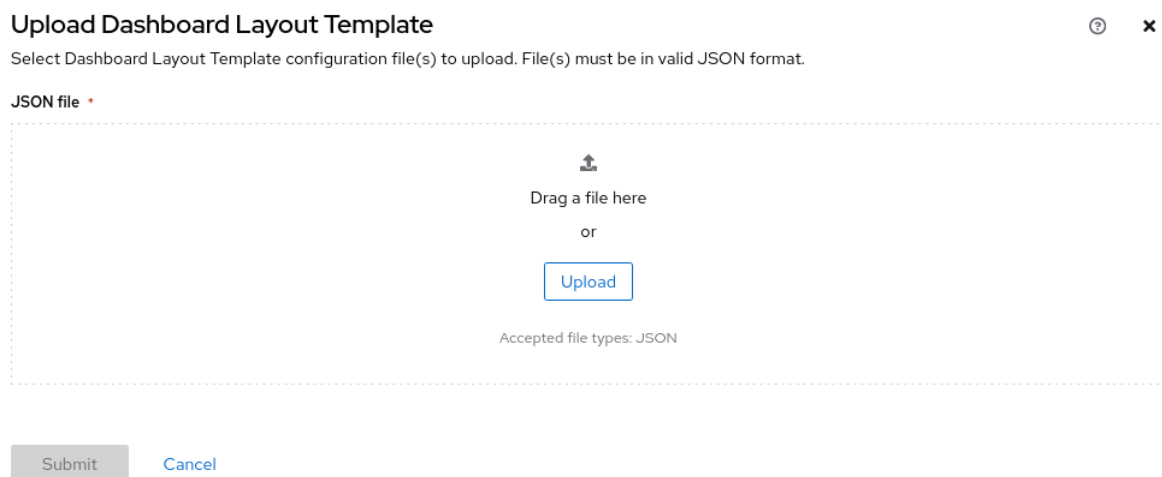 Upload Dashboard Layout Template
Select Dashboard Layout Template configuration file(s) to upload. File(s) must be in valid JSON format.
JSON file *
Drag a file here
or
Upload
Accepted file types: JSON
Submit Cancel